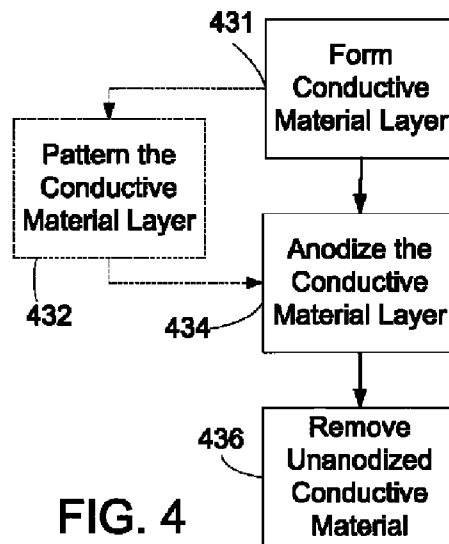 431
Form
Conductive
Material Layer
Pattern the
Conductive
Material Layer
432
Anodize the
Conductive
Material Layer
434
Remove
Unanodized
Conductive
Material
436
FIG. 4